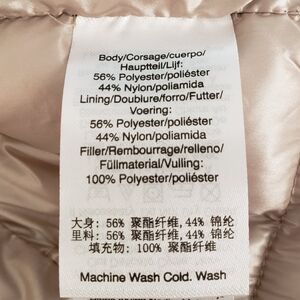 Body/Corsage/cuerpo/
Hauptteil/Lijf:
56% Polyester/poliéster
44% Nylon/poliamida
Lining/Doublure/forro/Futter/
Voering:
56% Polyester/poliéster
44% Nylon/poliamida
Filler/Rembourrage/relleno/
Füllmaterial/Vulling:
100% Polyester/poliéster
大身: 56% 聚酯纤维, 44% 锦纶
里料: 56% 聚酯纤维, 44% 锦纶
填充物: 100% 聚酯纤维
Machine Wash Cold. Wash